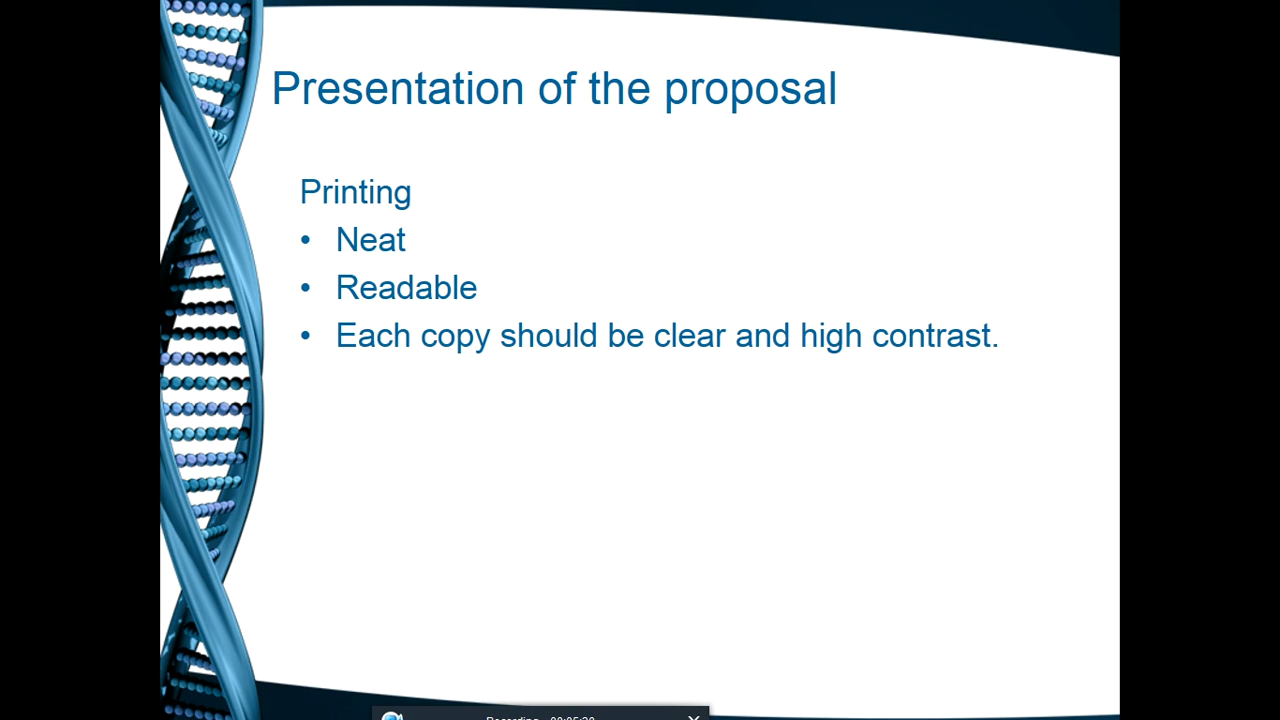 Presentation of the proposal
Printing
• Neat
• Readable
• Each copy should be clear and high contrast.